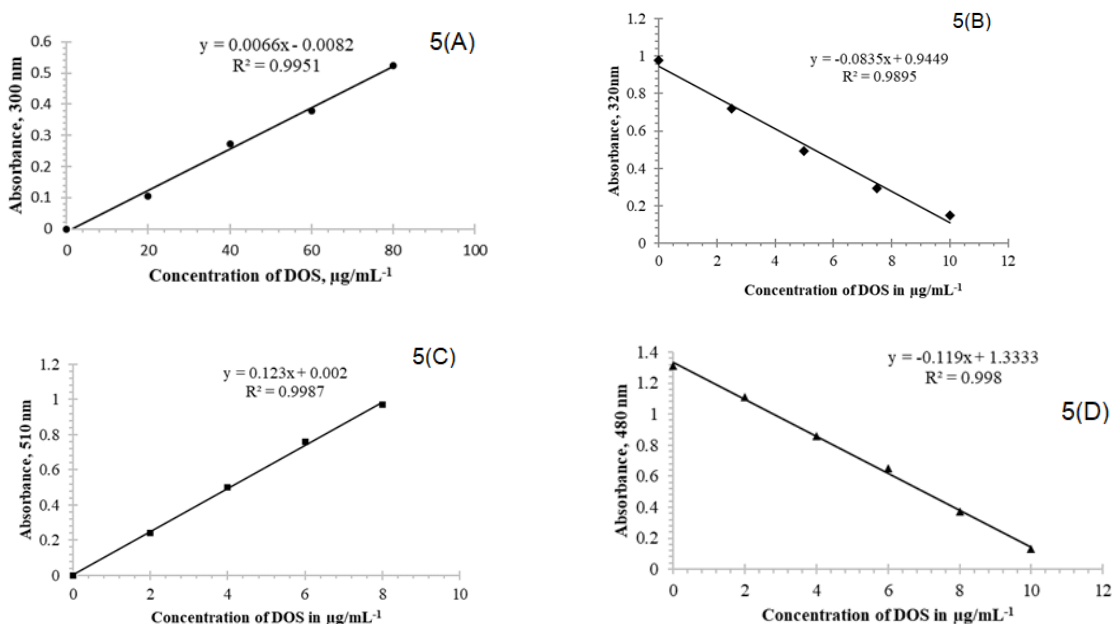 5(A)
y = 0.0066x - 0.0082
R² = 0.9951
Absorbance, 300 nm
0.6
0.5
0.4
0.3
0.2
0.1
0
0 20 40 60 80 100
Concentration of DOS, µg/mL⁻¹
5(B)
y = -0.0835x + 0.9449
R² = 0.9895
Absorbance, 320nm
1.2
1
0.8
0.6
0.4
0.2
0
0 2 4 6 8 10 12
Concentration of DOS in µg/mL⁻¹
5(C)
y = 0.123x + 0.002
R² = 0.9987
Absorbance, 510 nm
1.2
1
0.8
0.6
0.4
0.2
0
0 2 4 6 8 10
Concentration of DOS in µg/mL⁻¹
5(D)
y = -0.119x + 1.3333
R² = 0.998
Absorbance, 480 nm
1.4
1.2
1
0.8
0.6
0.4
0.2
0
0 2 4 6 8 10 12
Concentration of DOS in µg/mL⁻¹